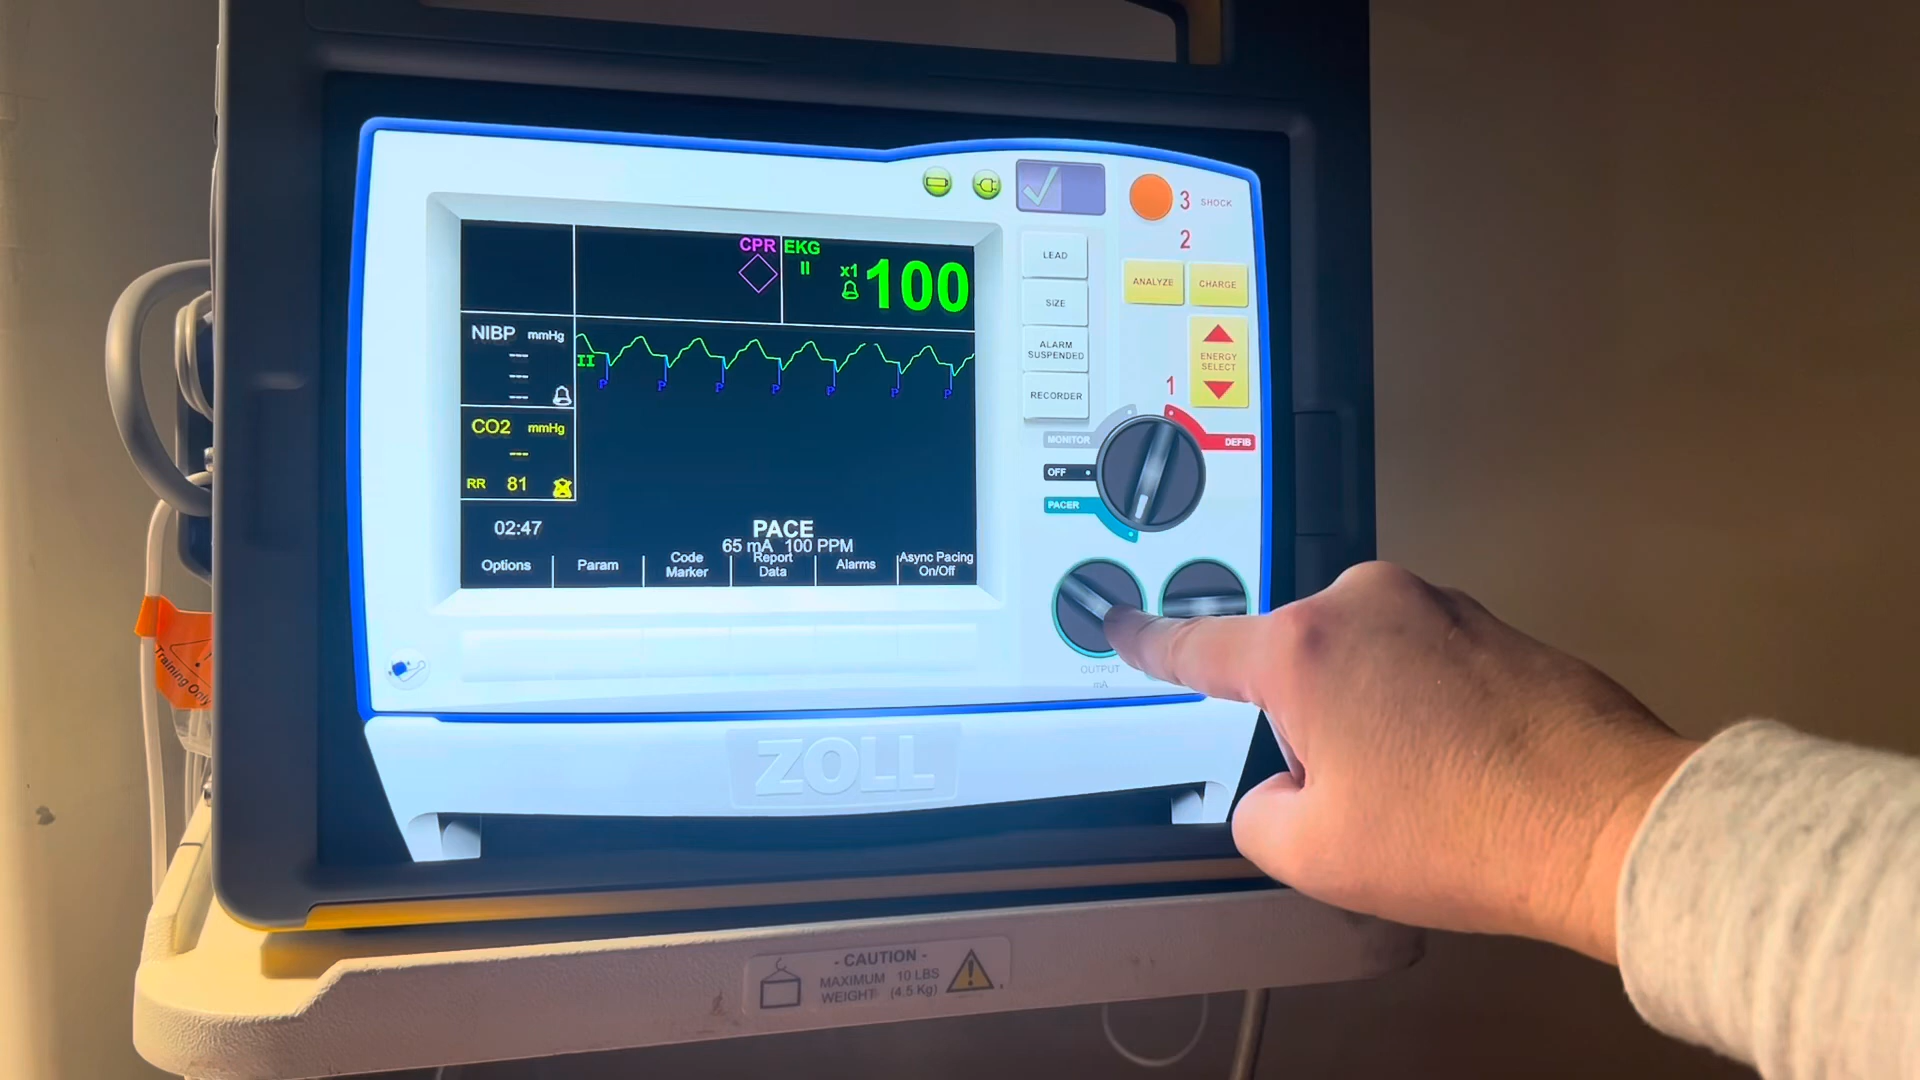 3 SHOCK
2
CPR
EKG
II
x1
100
LEAD
ANALYZE
CHARGE
SIZE
NIBP mmHg
---
---
---
II
P P P P P P P
ALARM
SUSPENDED
ENERGY
SELECT
RECORDER
1
CO2 mmHg
---
RR 81
MONITOR
DEFIB
OFF
PACER
02:47
PACE
65 mA 100 PPM
Options
Param
Code
Marker
Report
Data
Alarms
Async Pacing
On/Off
OUTPUT
mA
Training Only
ZOLL
- CAUTION -
MAXIMUM 10 LBS
WEIGHT (4.5 Kg)